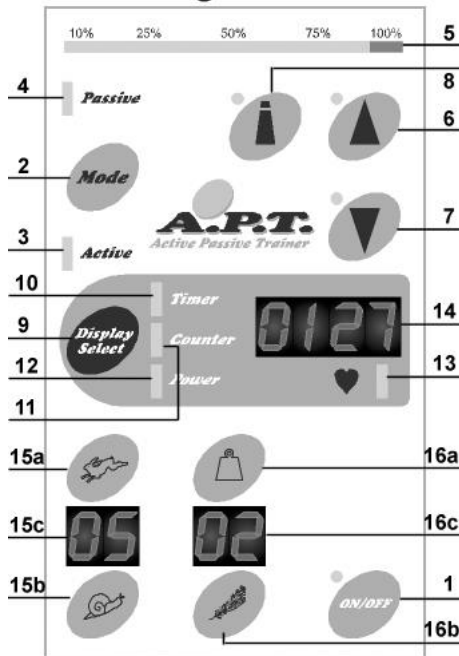 10% 25% 50% 75% 100% 5
8
4 Passive
6
2 Mode
A.P.T.
Active Passive Trainer
7
3 Active
10 Timer
9 Display
Select
Counter
0127 14
12 Power
13
11
15a
16a
15c 05 02 16c
15b
ON/OFF 1
16b